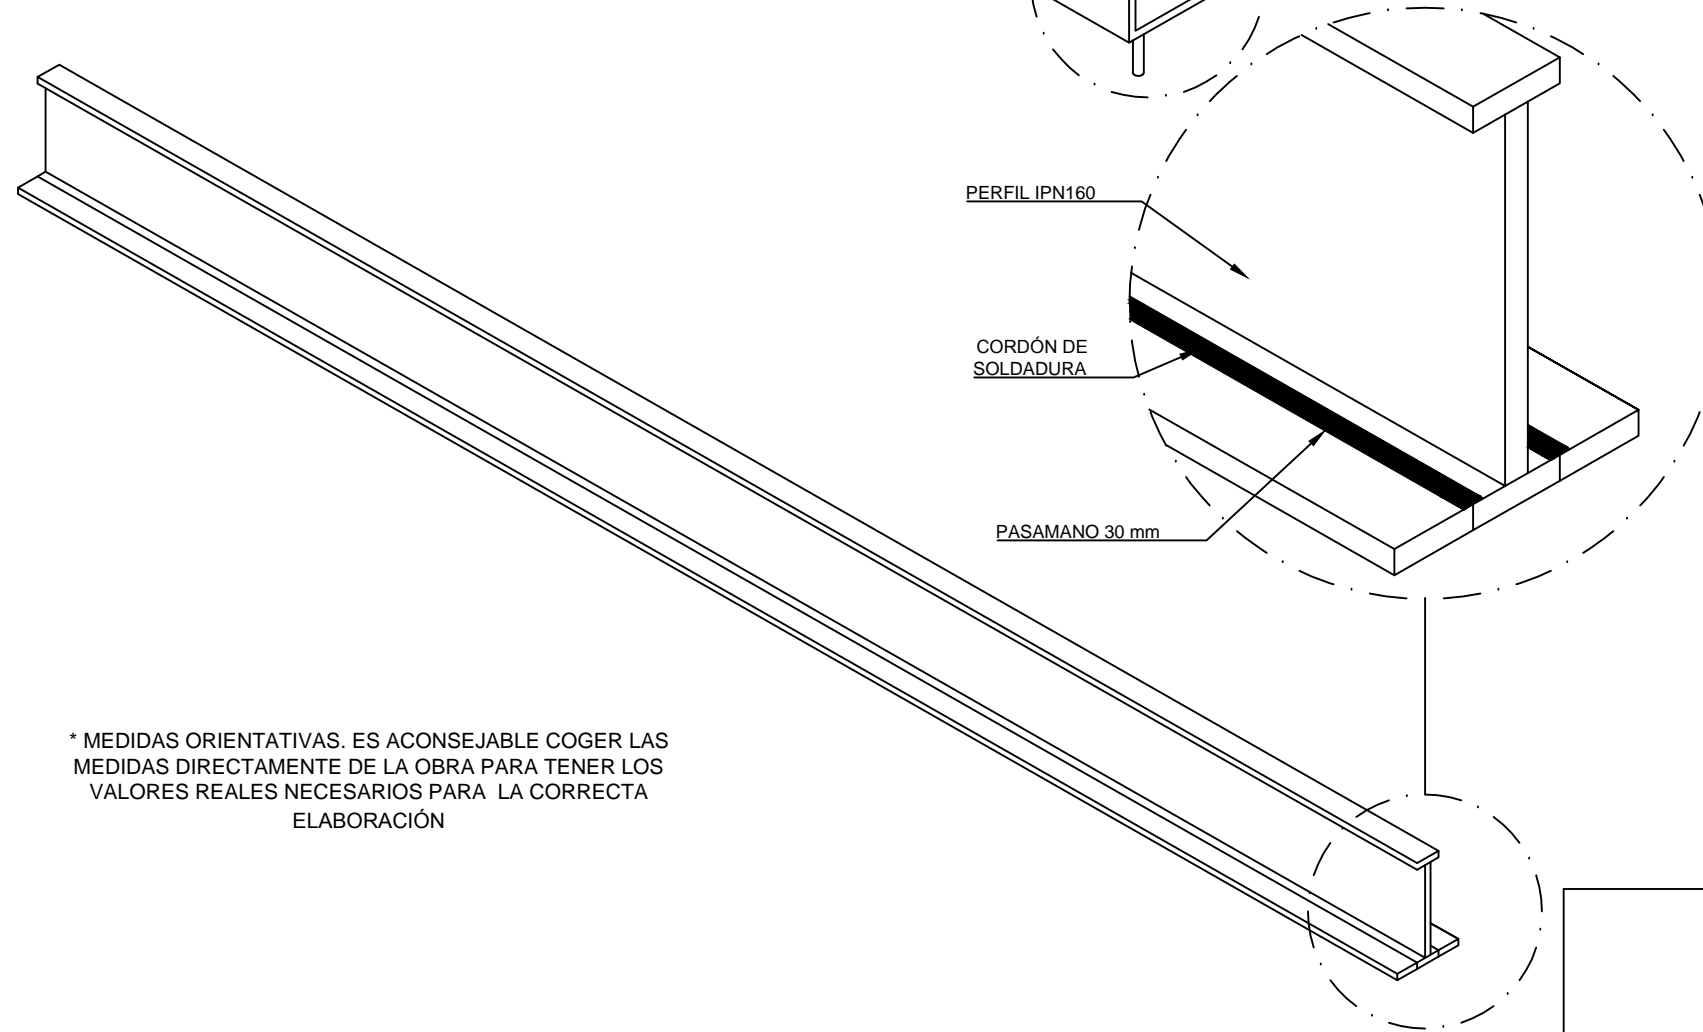 PERFIL IPN160
CORDÓN DE
SOLDADURA
PASAMANO 30 mm
* MEDIDAS ORIENTATIVAS. ES ACONSEJABLE COGER LAS
MEDIDAS DIRECTAMENTE DE LA OBRA PARA TENER LOS
VALORES REALES NECESARIOS PARA LA CORRECTA
ELABORACIÓN